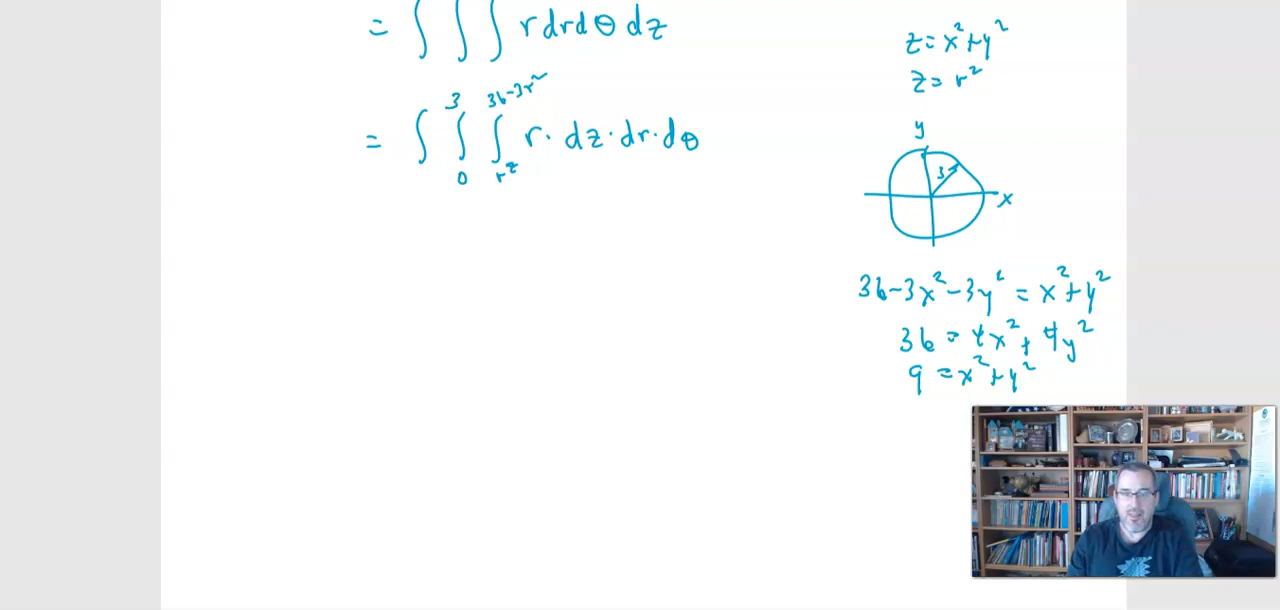 = ∫ ∫ ∫ r dr dθ dz
= ∫ ∫₀³ ∫_{r²}^{36-3r²} r · dz · dr · dθ
z = x² + y²
z = r²
y
3
x
36 - 3x² - 3y² = x² + y²
36 = 4x² + 4y²
9 = x² + y²